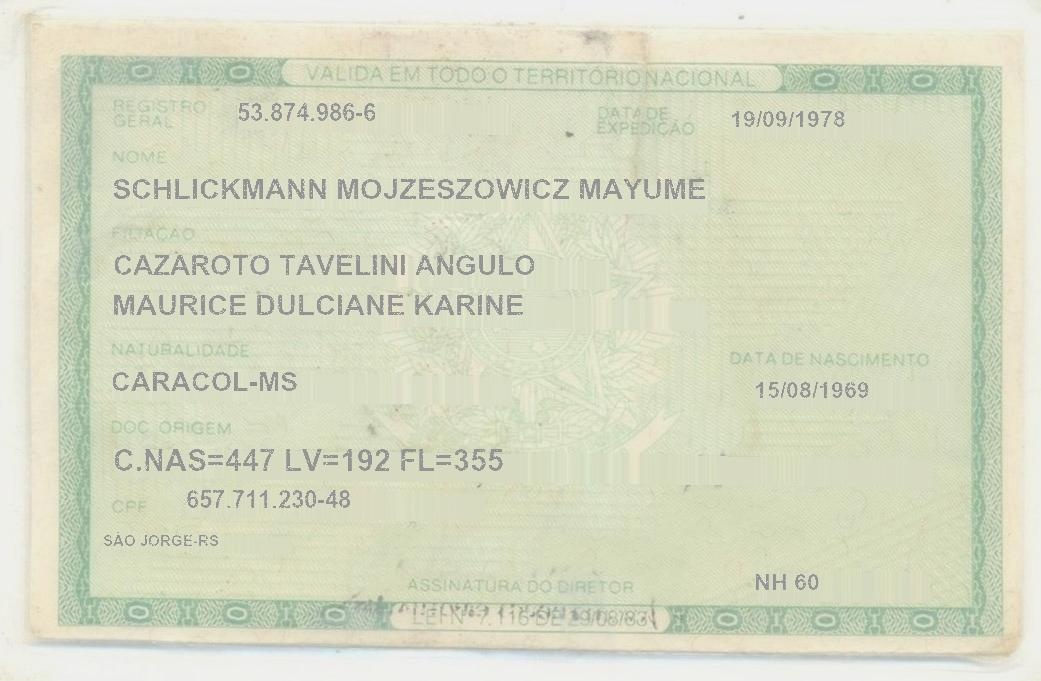 VÁLIDA EM TODO O TERRITÓRIO NACIONAL
REGISTRO GERAL 53.874.986-6 DATA DE EXPEDIÇÃO 19/09/1978
NOME
SCHLICKMANN MOJZESZOWICZ MAYUME
FILIAÇÃO
CAZAROTO TAVELINI ANGULO
MAURICE DULCIANE KARINE
NATURALIDADE DATA DE NASCIMENTO
CARACOL-MS 15/08/1969
DOC ORIGEM
C.NAS=447 LV=192 FL=355
CPF 657.711.230-48
SÃO JORGE-RS
ASSINATURA DO DIRETOR NH 60
LEI Nº 7.116 DE 29/08/83